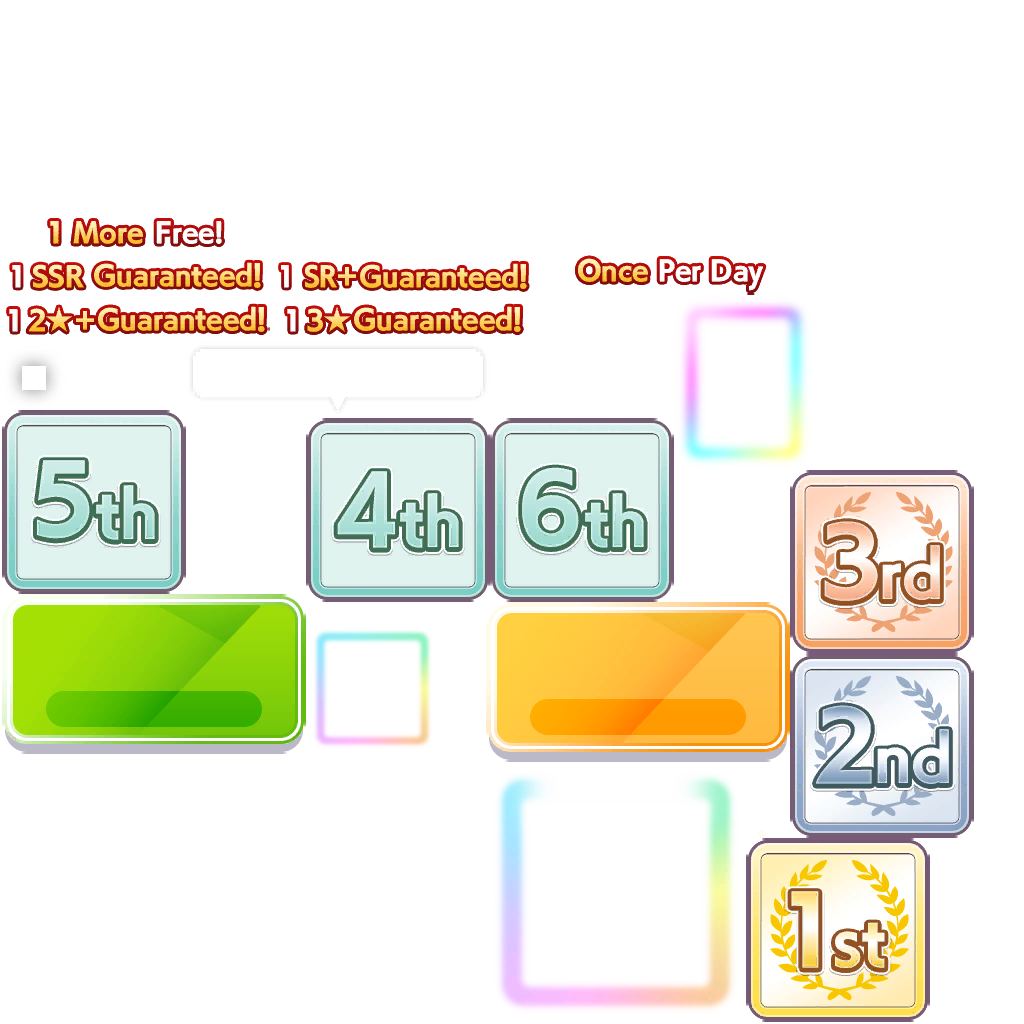 1 More Free!
1 SSR Guaranteed!
1 SR+Guaranteed!
Once Per Day
1 2★+Guaranteed!
1 3★Guaranteed!
5th
4th
6th
3rd
2nd
1st